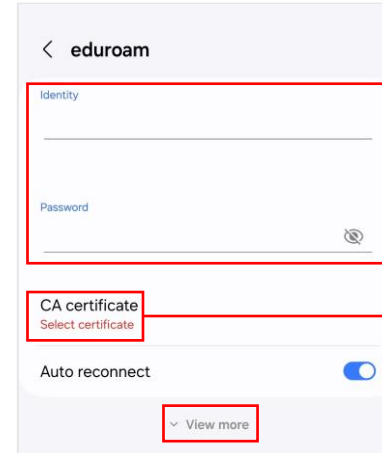 eduroam
Identity
Password
CA certificate
Select certificate
Auto reconnect
View more